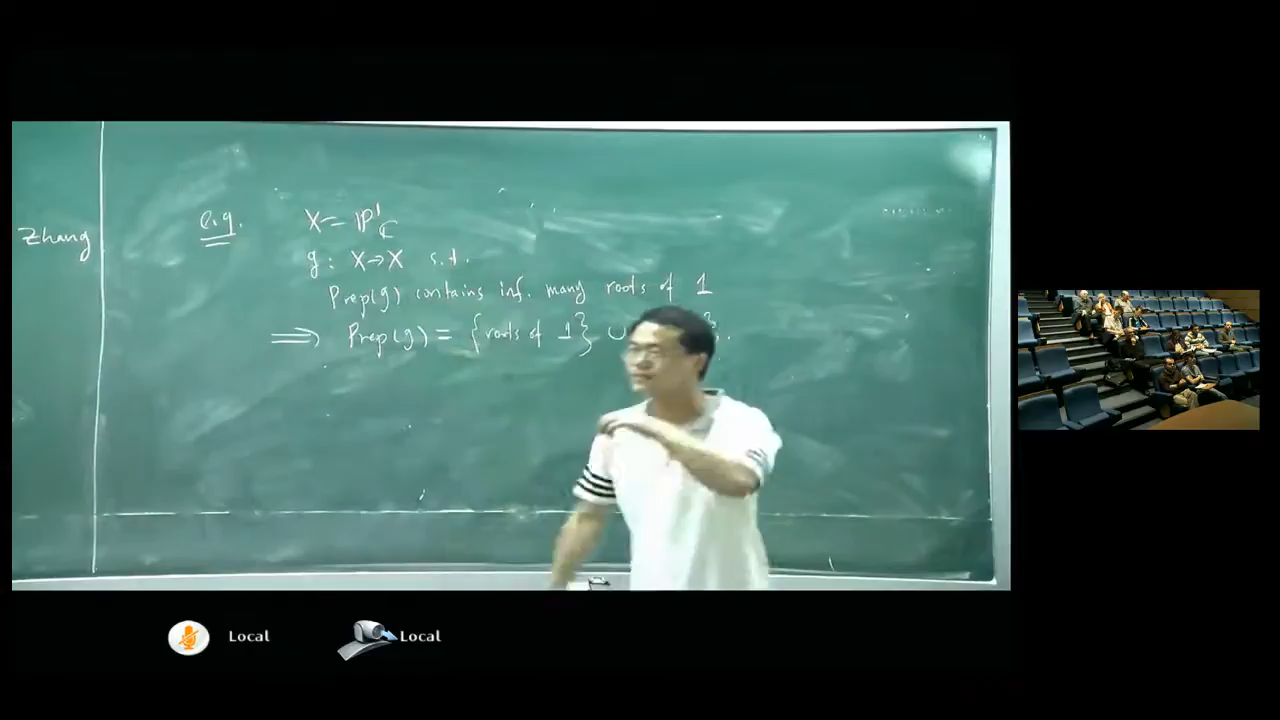 Zhang
e.g. X = ℙ¹_ℂ
g: X → X s.t.
Prep(g) contains inf. many roots of 1
⟹ Prep(g) = {roots of 1} ∪ }.
Local
Local